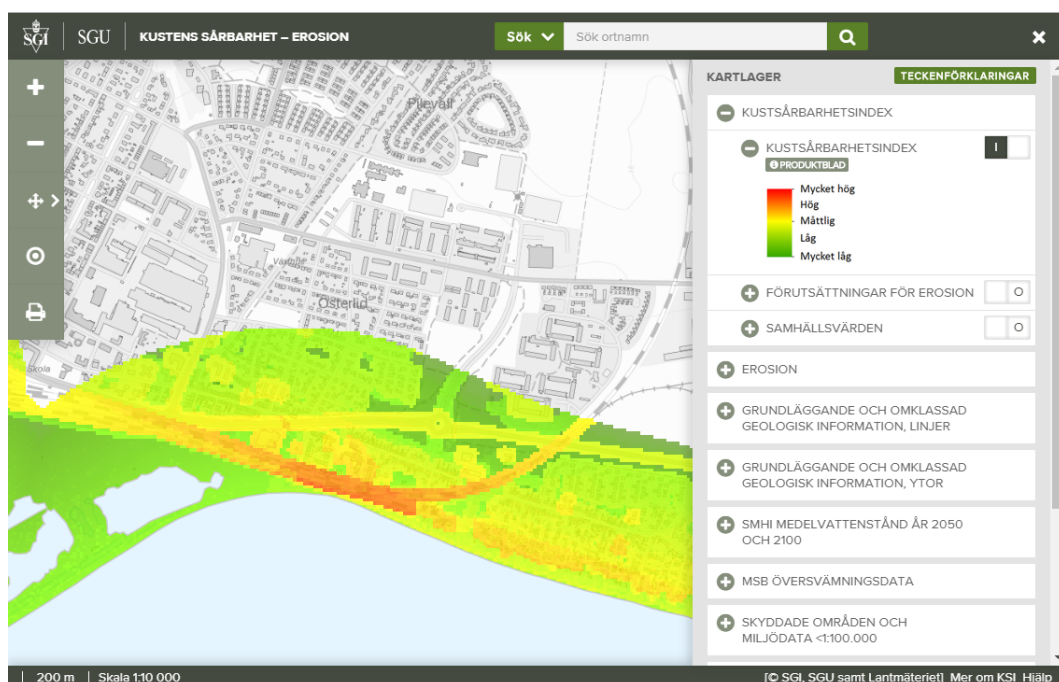 SGI
SGU
KUSTENS SÅRBARHET – EROSION
Sök
Sök ortnamn
Pilevall
Västhill
Österlid
Skola
KARTLAGER
TECKENFÖRKLARINGAR
KUSTSÅRBARHETSINDEX
KUSTSÅRBARHETSINDEX
PRODUKTBLAD
Mycket hög
Hög
Måttlig
Låg
Mycket låg
FÖRUTSÄTTNINGAR FÖR EROSION
SAMHÄLLSVÄRDEN
EROSION
GRUNDLÄGGANDE OCH OMKLASSAD
GEOLOGISK INFORMATION, LINJER
GRUNDLÄGGANDE OCH OMKLASSAD
GEOLOGISK INFORMATION, YTOR
SMHI MEDELVATTENSTÅND ÅR 2050
OCH 2100
MSB ÖVERSVÄMNINGSDATA
SKYDDADE OMRÅDEN OCH
MILJÖDATA <1:100.000
200 m
Skala 1:10 000
[© SGI, SGU samt Lantmäteriet] Mer om KSI Hjälp